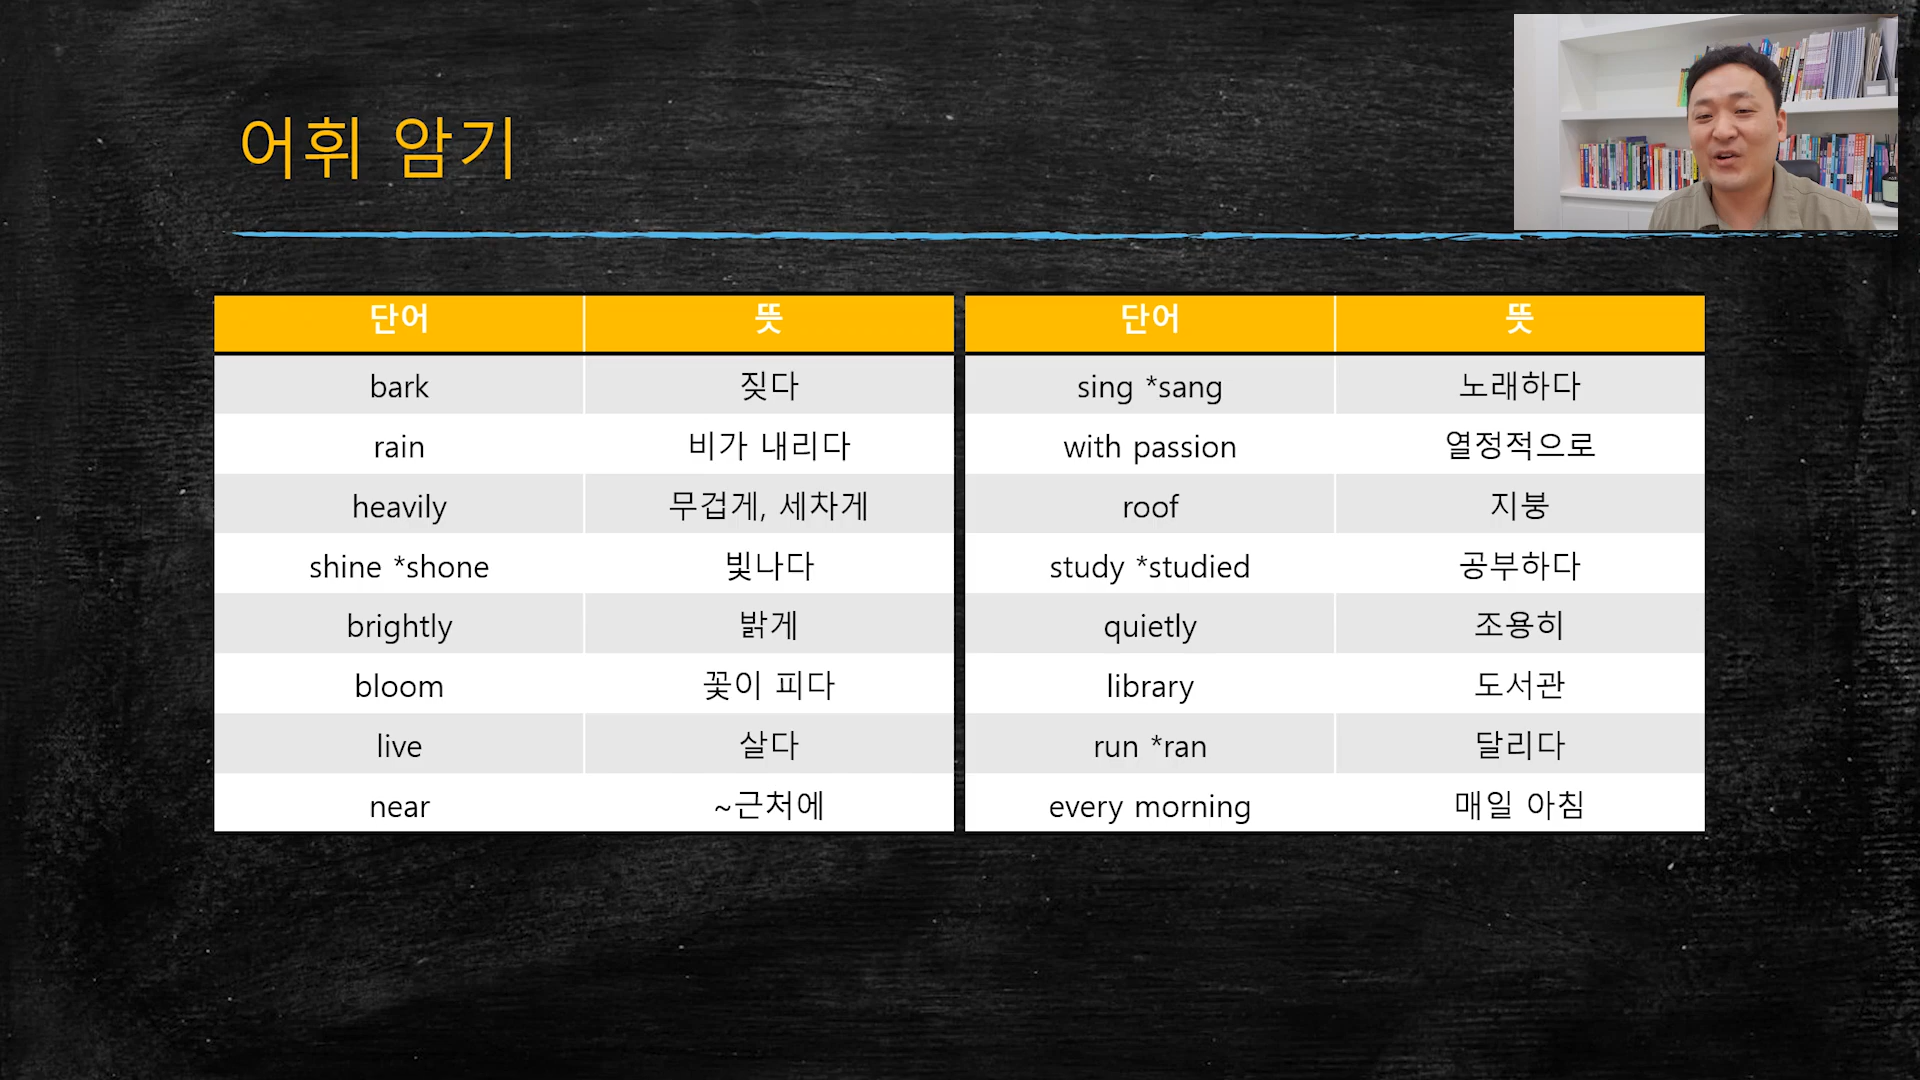 어휘 암기
단어 뜻 단어 뜻
bark 짖다 sing *sang 노래하다
rain 비가 내리다 with passion 열정적으로
heavily 무겁게, 세차게 roof 지붕
shine *shone 빛나다 study *studied 공부하다
brightly 밝게 quietly 조용히
bloom 꽃이 피다 library 도서관
live 살다 run *ran 달리다
near ~근처에 every morning 매일 아침